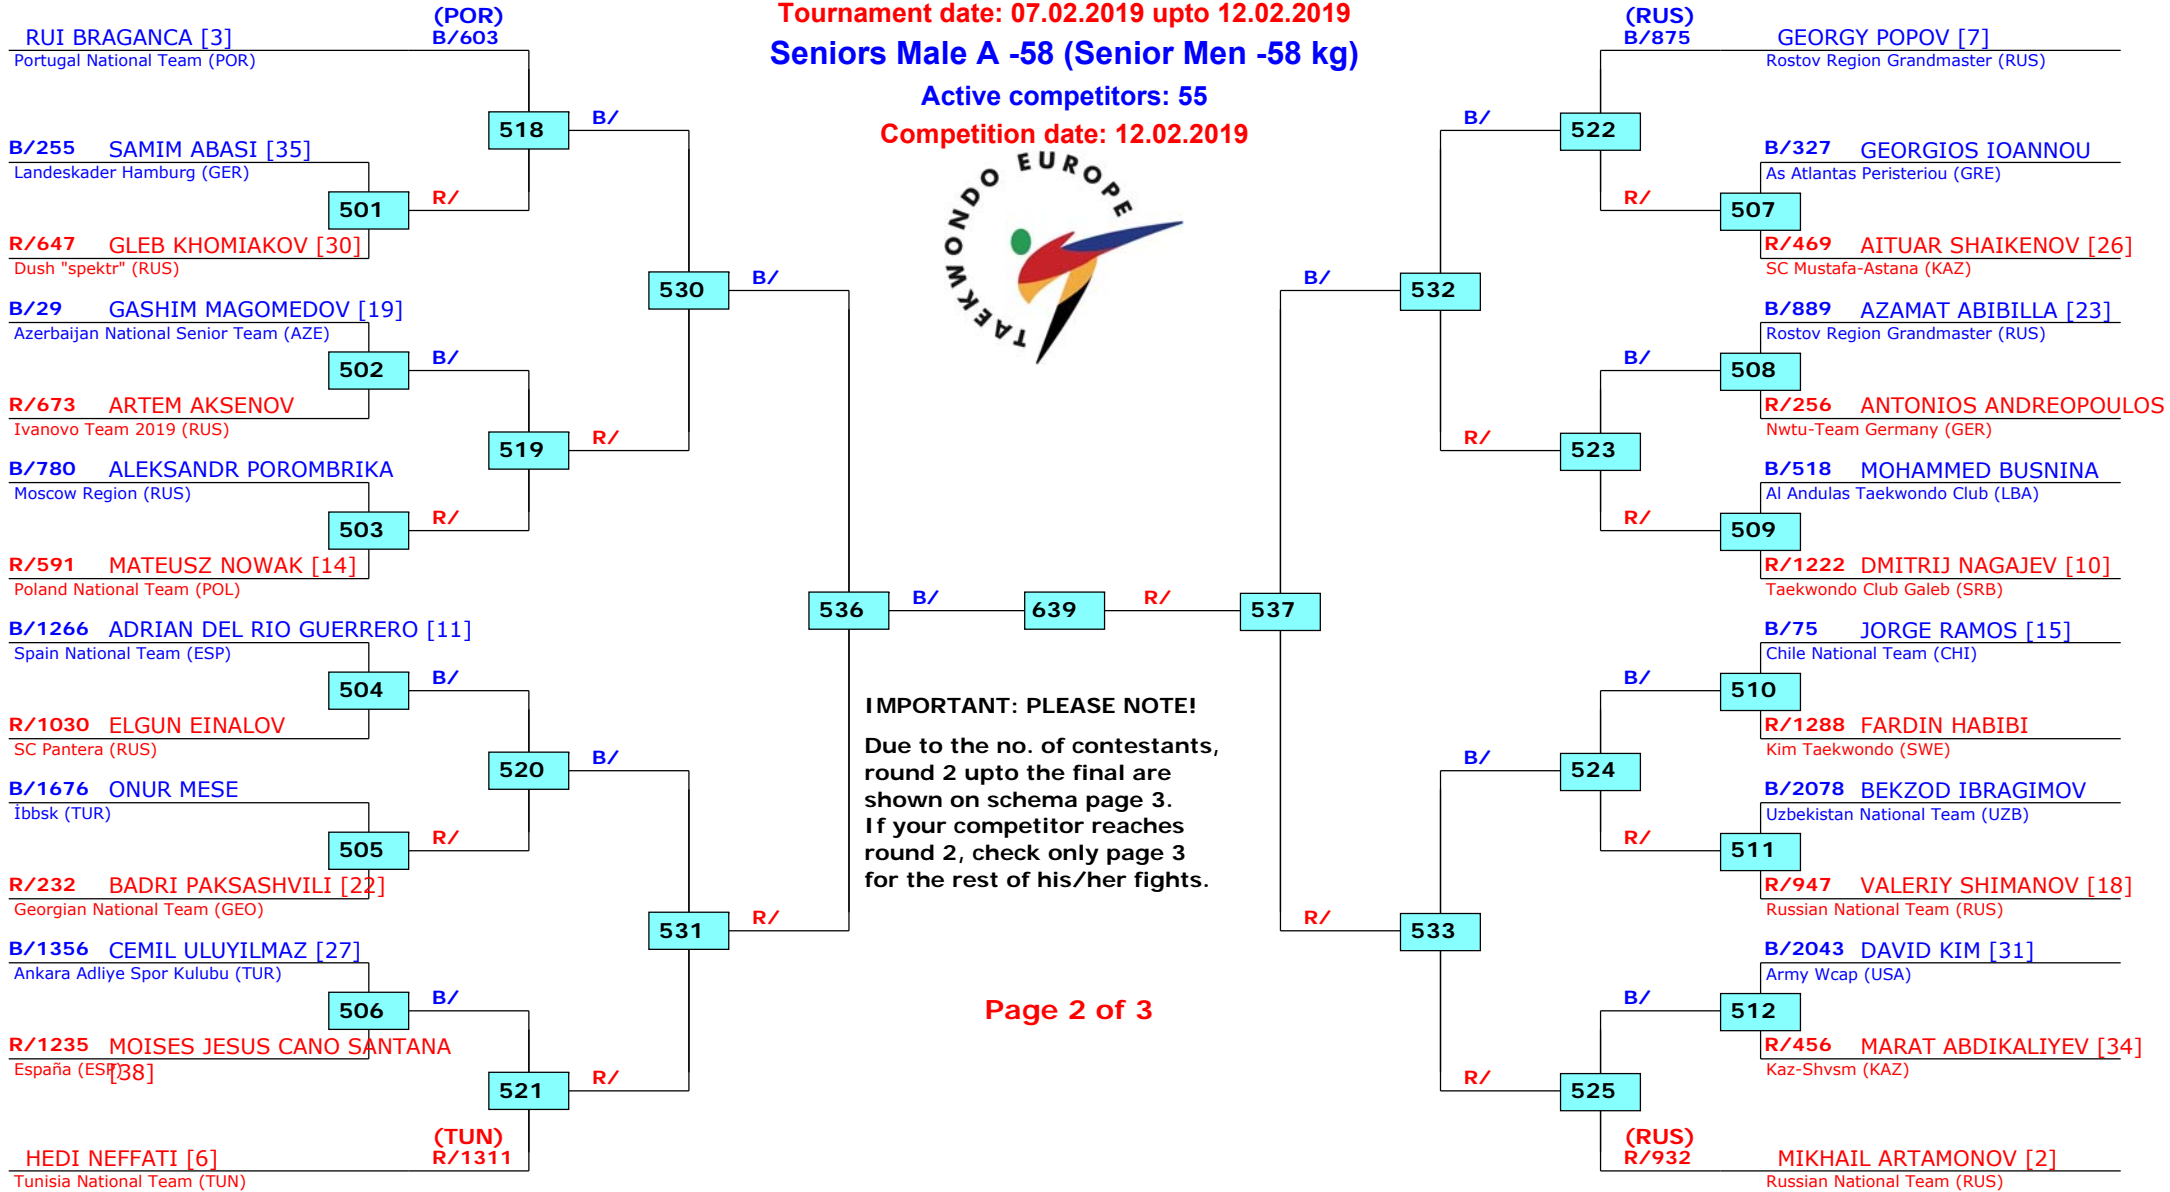 Tournament date: 07.02.2019 upto 12.02.2019
Seniors Male A -58 (Senior Men -58 kg)
Active competitors: 55
Competition date: 12.02.2019
TAEKWONDO EUROPE
(POR)
RUI BRAGANCA [3] B/603
Portugal National Team (POR)
518 B/
B/255 SAMIM ABASI [35]
Landeskader Hamburg (GER)
501 R/
R/647 GLEB KHOMIAKOV [30]
Dush "spektr" (RUS)
530 B/
B/29 GASHIM MAGOMEDOV [19]
Azerbaijan National Senior Team (AZE)
502 B/
R/673 ARTEM AKSENOV
Ivanovo Team 2019 (RUS)
519 R/
B/780 ALEKSANDR POROMBRIKA
Moscow Region (RUS)
503 R/
R/591 MATEUSZ NOWAK [14]
Poland National Team (POL)
536 B/ 639 R/ 537
B/1266 ADRIAN DEL RIO GUERRERO [11]
Spain National Team (ESP)
504 B/
R/1030 ELGUN EINALOV
SC Pantera (RUS)
520 B/
B/1676 ONUR MESE
İbbsk (TUR)
505 R/
R/232 BADRI PAKSASHVILI [22]
Georgian National Team (GEO)
531 R/
B/1356 CEMIL ULUYILMAZ [27]
Ankara Adliye Spor Kulubu (TUR)
506 B/
R/1235 MOISES JESUS CANO SANTANA
España (ESP) [38]
521 R/
(TUN)
HEDI NEFFATI [6] R/1311
Tunisia National Team (TUN)
IMPORTANT: PLEASE NOTE!
Due to the no. of contestants,
round 2 upto the final are
shown on schema page 3.
If your competitor reaches
round 2, check only page 3
for the rest of his/her fights.
Page 2 of 3
(RUS)
B/875 GEORGY POPOV [7]
Rostov Region Grandmaster (RUS)
B/ 522
B/327 GEORGIOS IOANNOU
As Atlantas Peristeriou (GRE)
R/ 507
R/469 AITUAR SHAIKENOV [26]
SC Mustafa-Astana (KAZ)
B/ 532
B/889 AZAMAT ABIBILLA [23]
Rostov Region Grandmaster (RUS)
B/ 508
R/256 ANTONIOS ANDREOPOULOS
Nwtu-Team Germany (GER)
R/ 523
B/518 MOHAMMED BUSNINA
Al Andulas Taekwondo Club (LBA)
R/ 509
R/1222 DMITRIJ NAGAJEV [10]
Taekwondo Club Galeb (SRB)
B/75 JORGE RAMOS [15]
Chile National Team (CHI)
B/ 510
R/1288 FARDIN HABIBI
Kim Taekwondo (SWE)
B/ 524
B/2078 BEKZOD IBRAGIMOV
Uzbekistan National Team (UZB)
R/ 511
R/947 VALERIY SHIMANOV [18]
Russian National Team (RUS)
R/ 533
B/2043 DAVID KIM [31]
Army Wcap (USA)
B/ 512
R/456 MARAT ABDIKALIYEV [34]
Kaz-Shvsm (KAZ)
R/ 525
(RUS)
R/932 MIKHAIL ARTAMONOV [2]
Russian National Team (RUS)